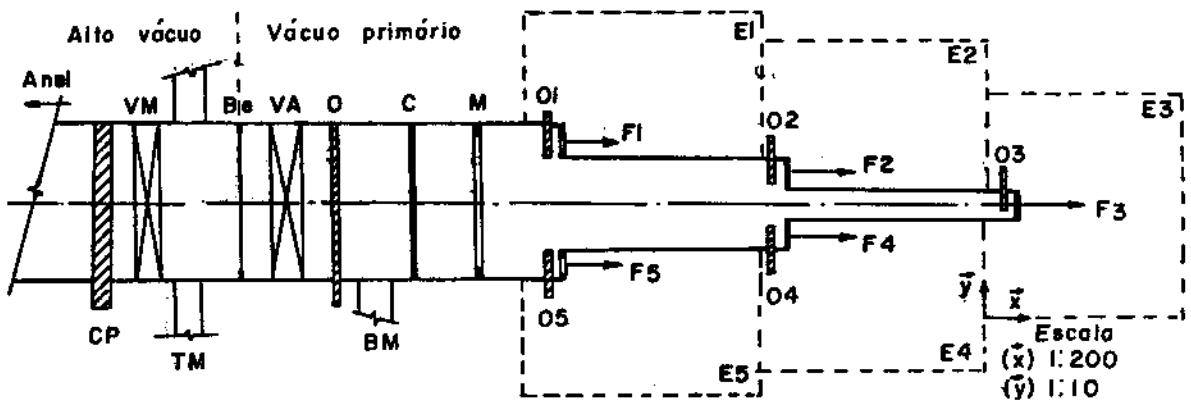 Alto vácuo
Vácuo primário
E1
E2
E3
Anel
VM
Be
VA
O
C
M
O1
O2
O3
F1
F2
F3
F4
F5
CP
TM
BM
O5
O4
E5
E4
y
x
Escala
(x) 1:200
(y) 1:10